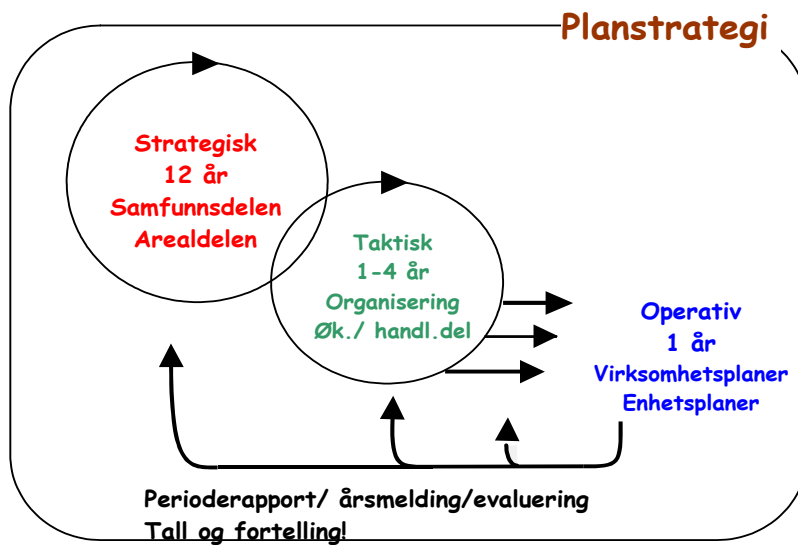 Planstrategi
Strategisk
12 år
Samfunnsdelen
Arealdelen
Taktisk
1-4 år
Organisering
Øk./ handl.del
Operativ
1 år
Virksomhetsplaner
Enhetsplaner
Perioderapport/ årsmelding/evaluering
Tall og fortelling!